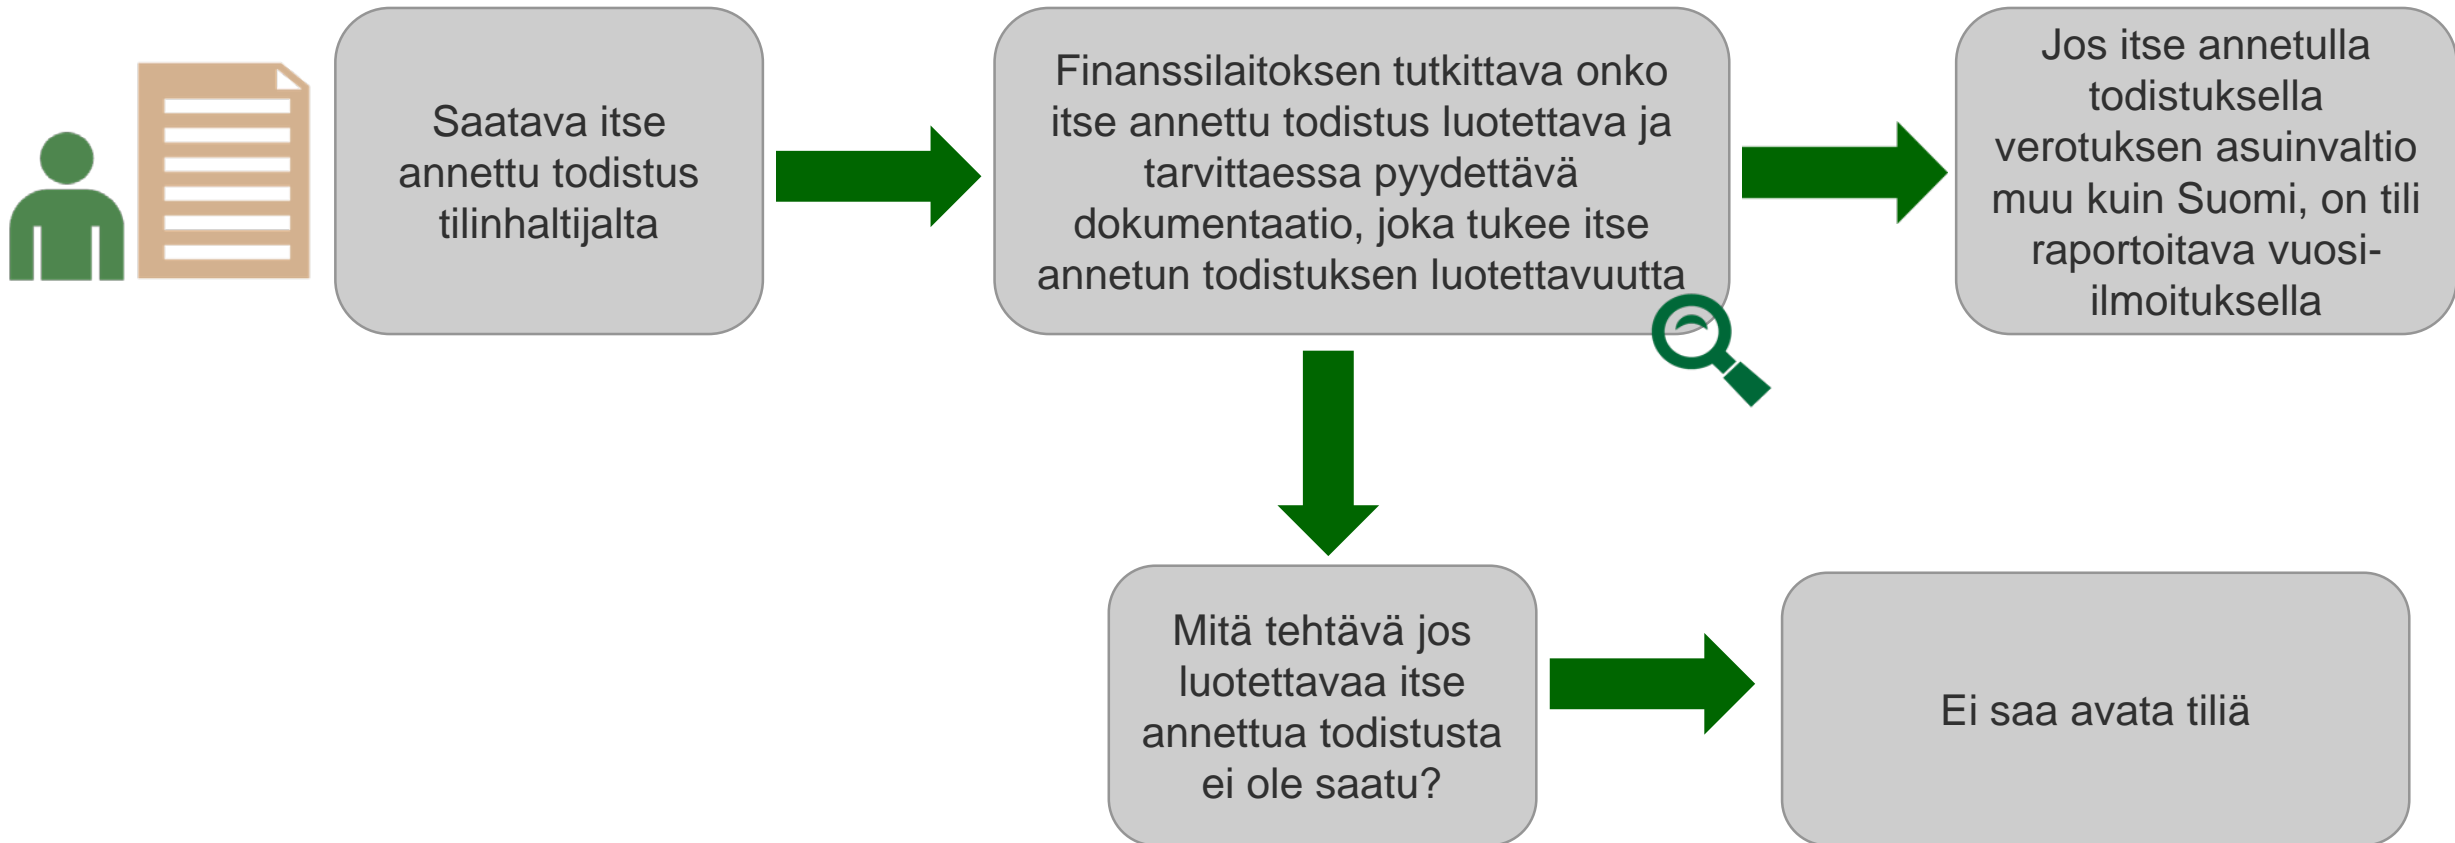 Saatava itse
annettu todistus
tilinhaltijalta
Finanssilaitoksen tutkittava onko
itse annettu todistus luotettava ja
tarvittaessa pyydettävä
dokumentaatio, joka tukee itse
annetun todistuksen luotettavuutta
Jos itse annetulla
todistuksella
verotuksen asuinvaltio
muu kuin Suomi, on tili
raportoitava vuosi-
ilmoituksella
Mitä tehtävä jos
luotettavaa itse
annettua todistusta
ei ole saatu?
Ei saa avata tiliä